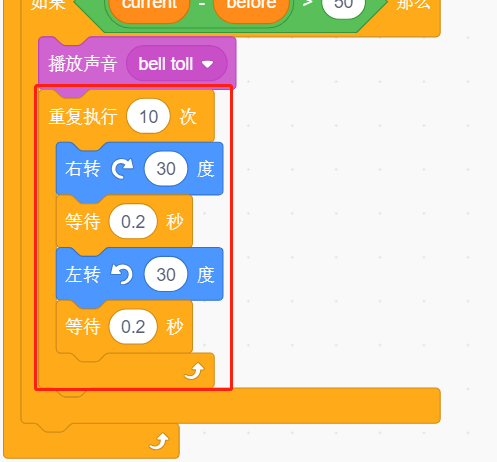 如果 current - before > 50 那么
播放声音 bell toll
重复执行 10 次
右转 30 度
等待 0.2 秒
左转 30 度
等待 0.2 秒